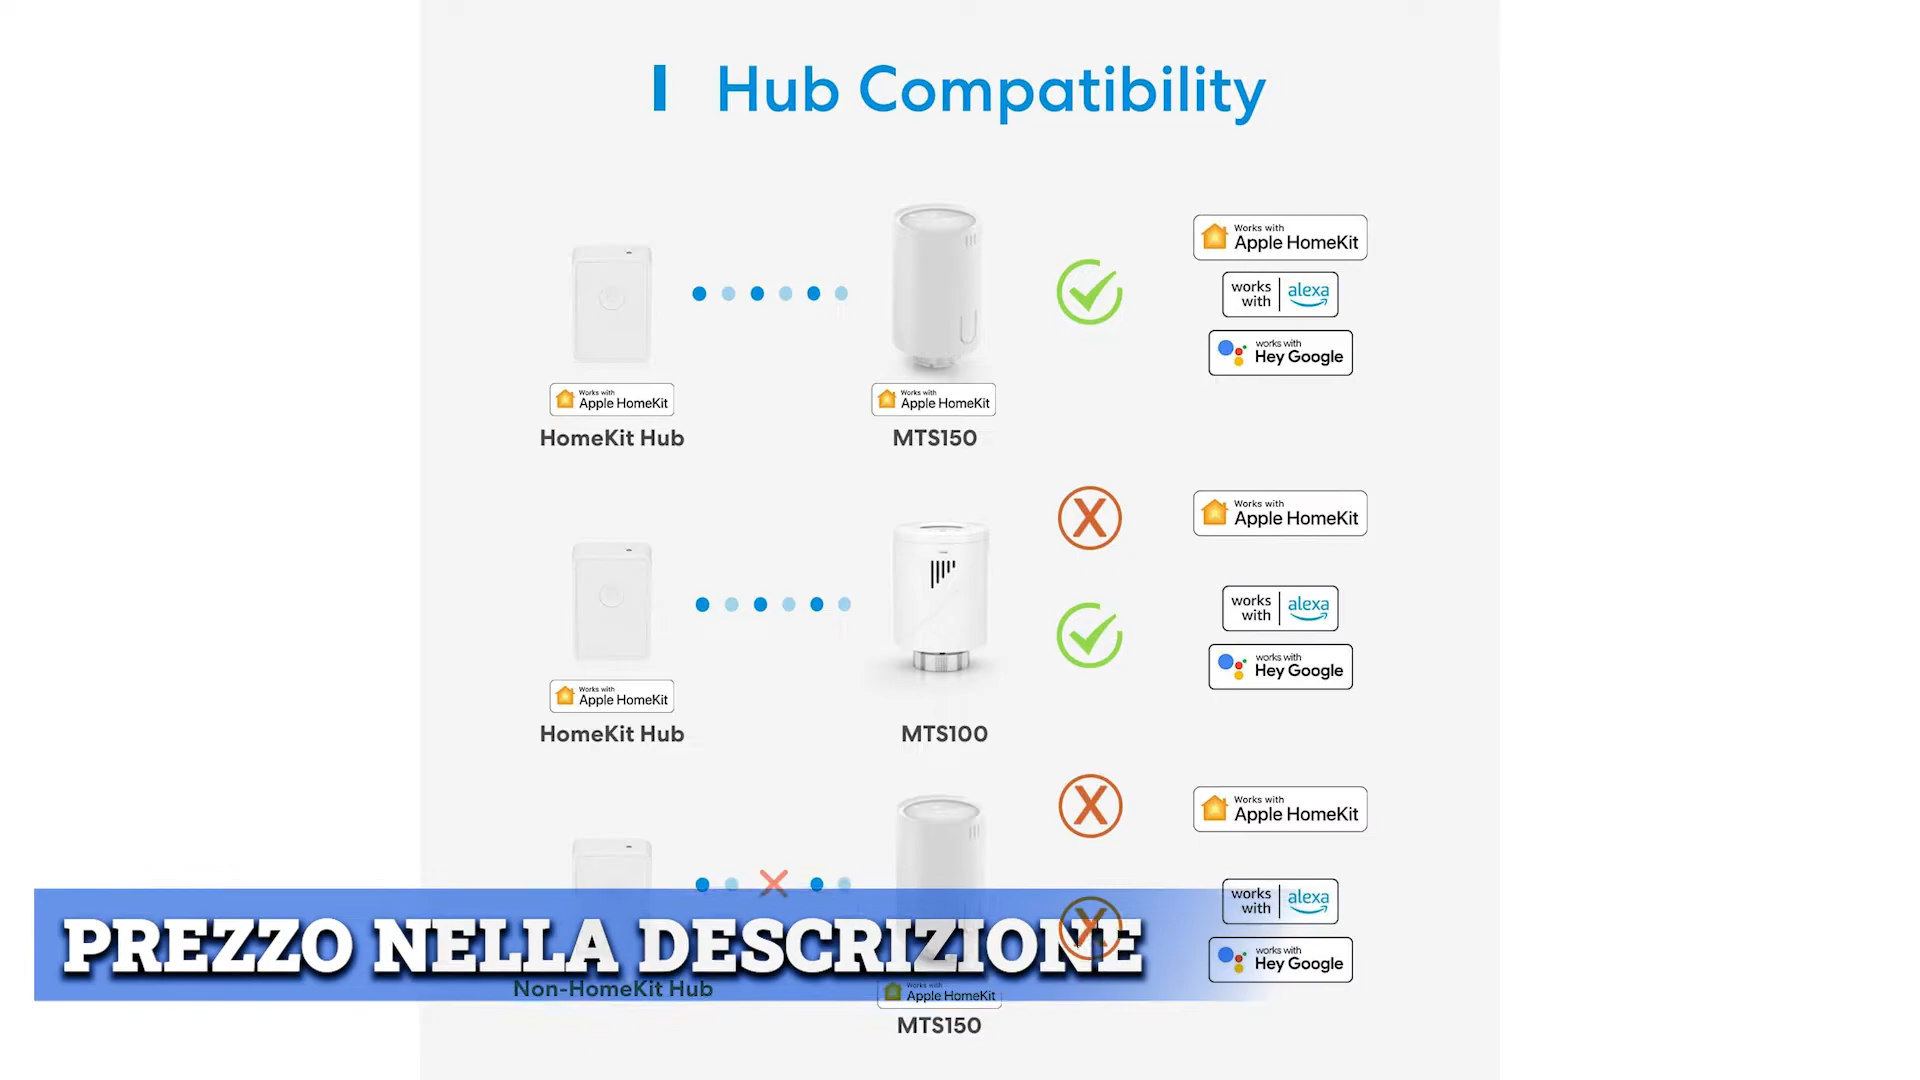 Hub Compatibility
Works with
Apple HomeKit
works
with
alexa
works with
Hey Google
Works with
Apple HomeKit
Works with
Apple HomeKit
HomeKit Hub
MTS150
X
Works with
Apple HomeKit
works
with
alexa
works with
Hey Google
Works with
Apple HomeKit
HomeKit Hub
MTS100
X
Works with
Apple HomeKit
works
with
alexa
X
PREZZO NELLA DESCRIZIONE
works with
Hey Google
Non-HomeKit Hub
Works with
Apple HomeKit
MTS150